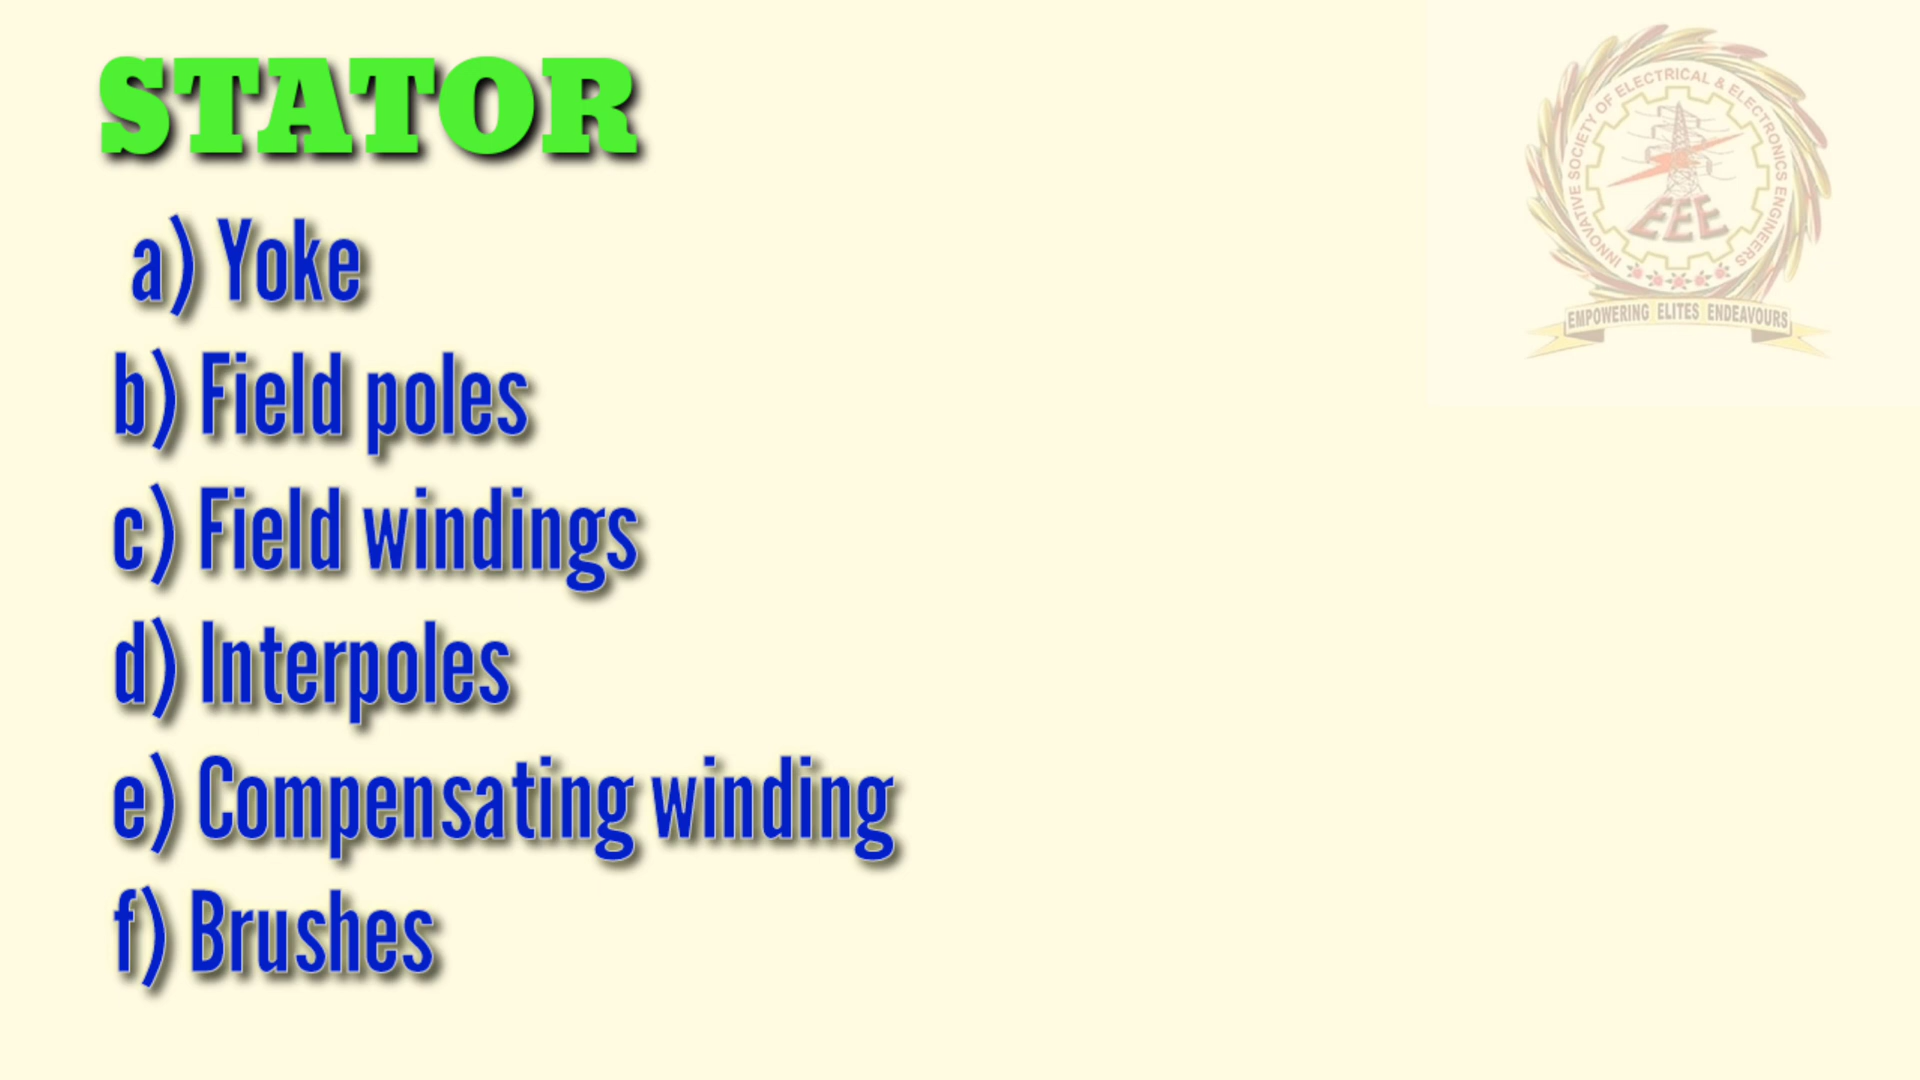 STATOR
a) Yoke
b) Field poles
c) Field windings
d) Interpoles
e) Compensating winding
f) Brushes
INNOVATIVE SOCIETY OF ELECTRICAL & ELECTRONICS ENGINEERS
EEE
EMPOWERING ELITES ENDEAVOURS